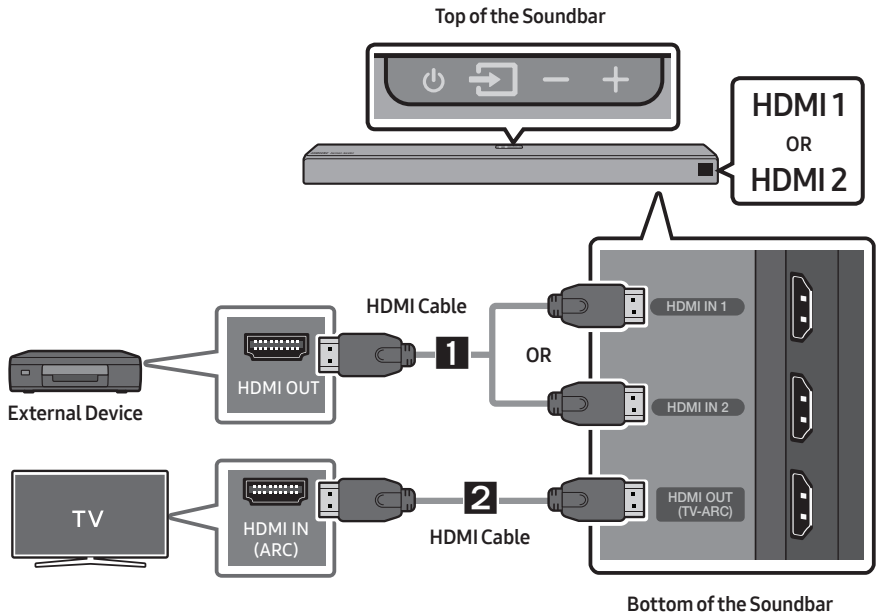 Top of the Soundbar
HDMI 1
OR
HDMI 2
HDMI Cable
1
OR
HDMI IN 1
HDMI OUT
HDMI IN 2
External Device
TV
HDMI IN
(ARC)
2
HDMI Cable
HDMI OUT
(TV-ARC)
Bottom of the Soundbar